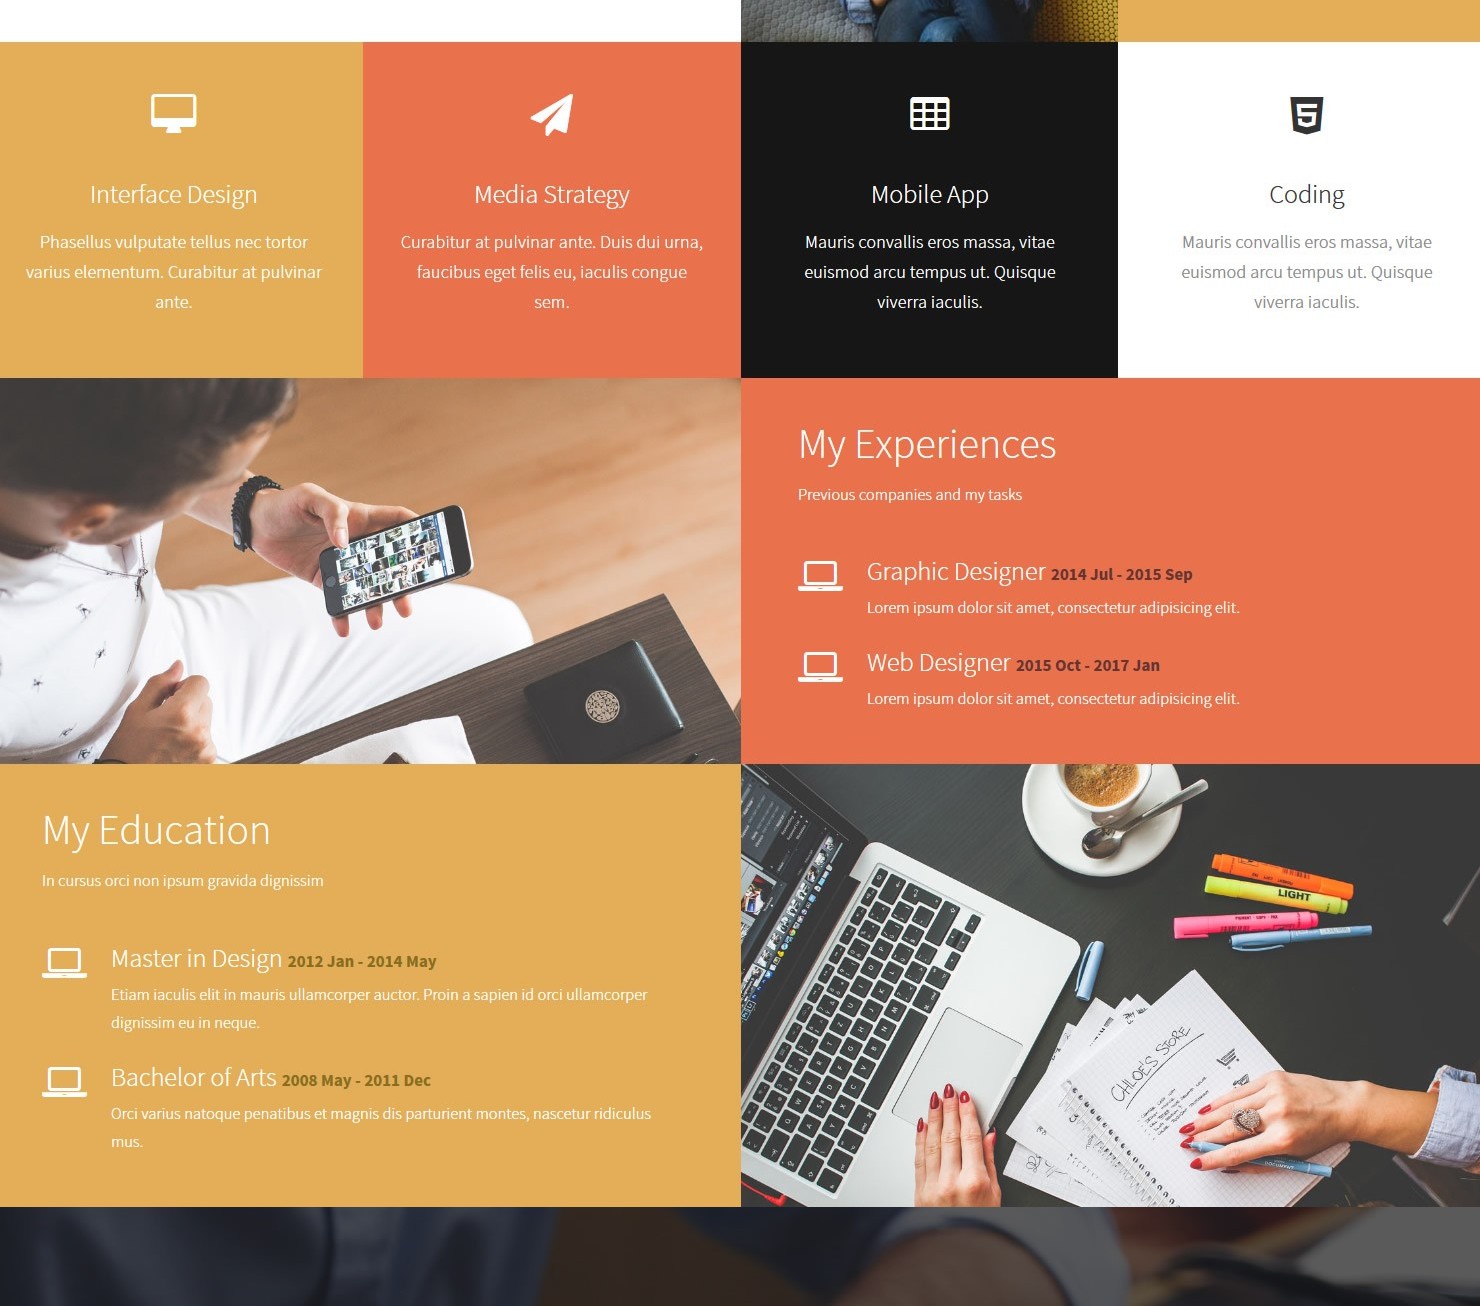 Interface Design
Phasellus vulputate tellus nec tortor
varius elementum. Curabitur at pulvinar
ante.
Media Strategy
Curabitur at pulvinar ante. Duis dui urna,
faucibus eget felis eu, iaculis congue
sem.
Mobile App
Mauris convallis eros massa, vitae
euismod arcu tempus ut. Quisque
viverra iaculis.
Coding
Mauris convallis eros massa, vitae
euismod arcu tempus ut. Quisque
viverra iaculis.
My Experiences
Previous companies and my tasks
Graphic Designer 2014 Jul - 2015 Sep
Lorem ipsum dolor sit amet, consectetur adipisicing elit.
Web Designer 2015 Oct - 2017 Jan
Lorem ipsum dolor sit amet, consectetur adipisicing elit.
My Education
In cursus orci non ipsum gravida dignissim
Master in Design 2012 Jan - 2014 May
Etiam iaculis elit in mauris ullamcorper auctor. Proin a sapien id orci ullamcorper
dignissim eu in neque.
Bachelor of Arts 2008 May - 2011 Dec
Orci varius natoque penatibus et magnis dis parturient montes, nascetur ridiculus
mus.
LIGHT
CHLOE'S STORE